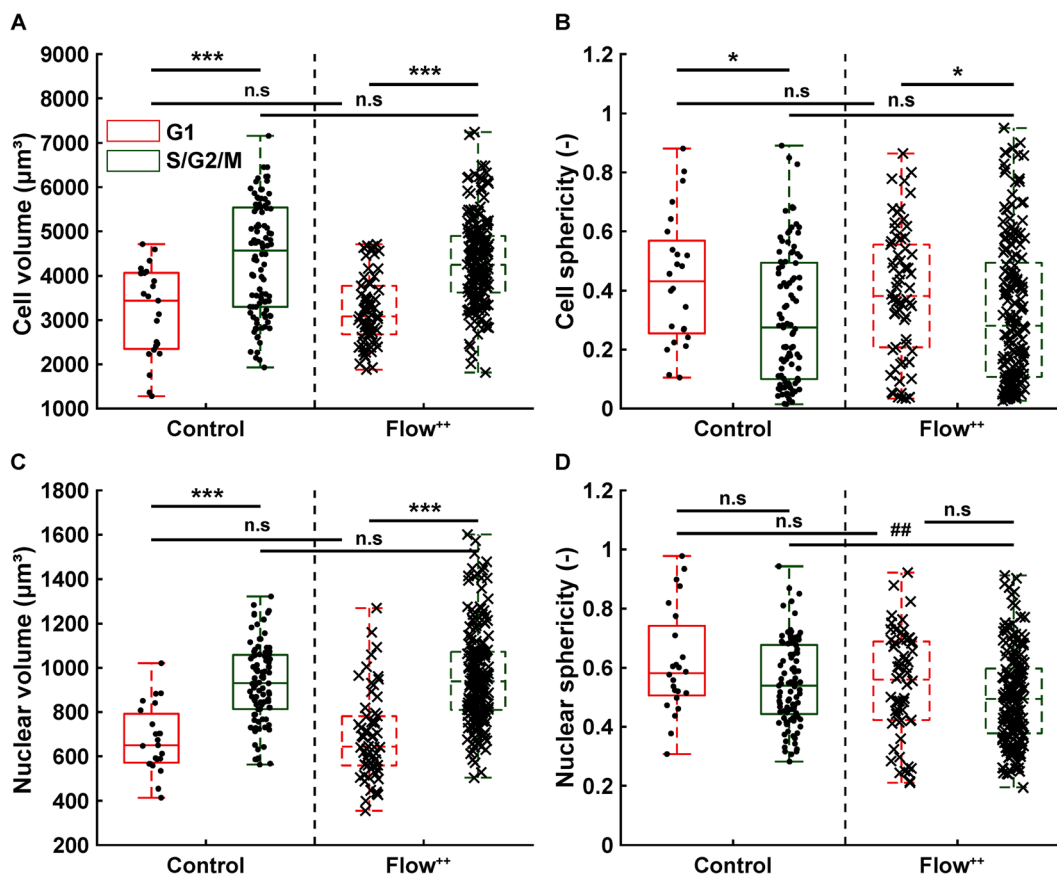 A
Cell volume (µm³)
9000
8000
7000
6000
5000
4000
3000
2000
1000
***
***
n.s
n.s
G1
S/G2/M
Control
Flow⁺⁺
B
Cell sphericity (-)
1.2
1
0.8
0.6
0.4
0.2
0
*
*
n.s
n.s
Control
Flow⁺⁺
C
Nuclear volume (µm³)
1800
1600
1400
1200
1000
800
600
400
200
***
***
n.s
n.s
Control
Flow⁺⁺
D
Nuclear sphericity (-)
1.2
1
0.8
0.6
0.4
0.2
0
n.s
n.s
n.s
##
Control
Flow⁺⁺